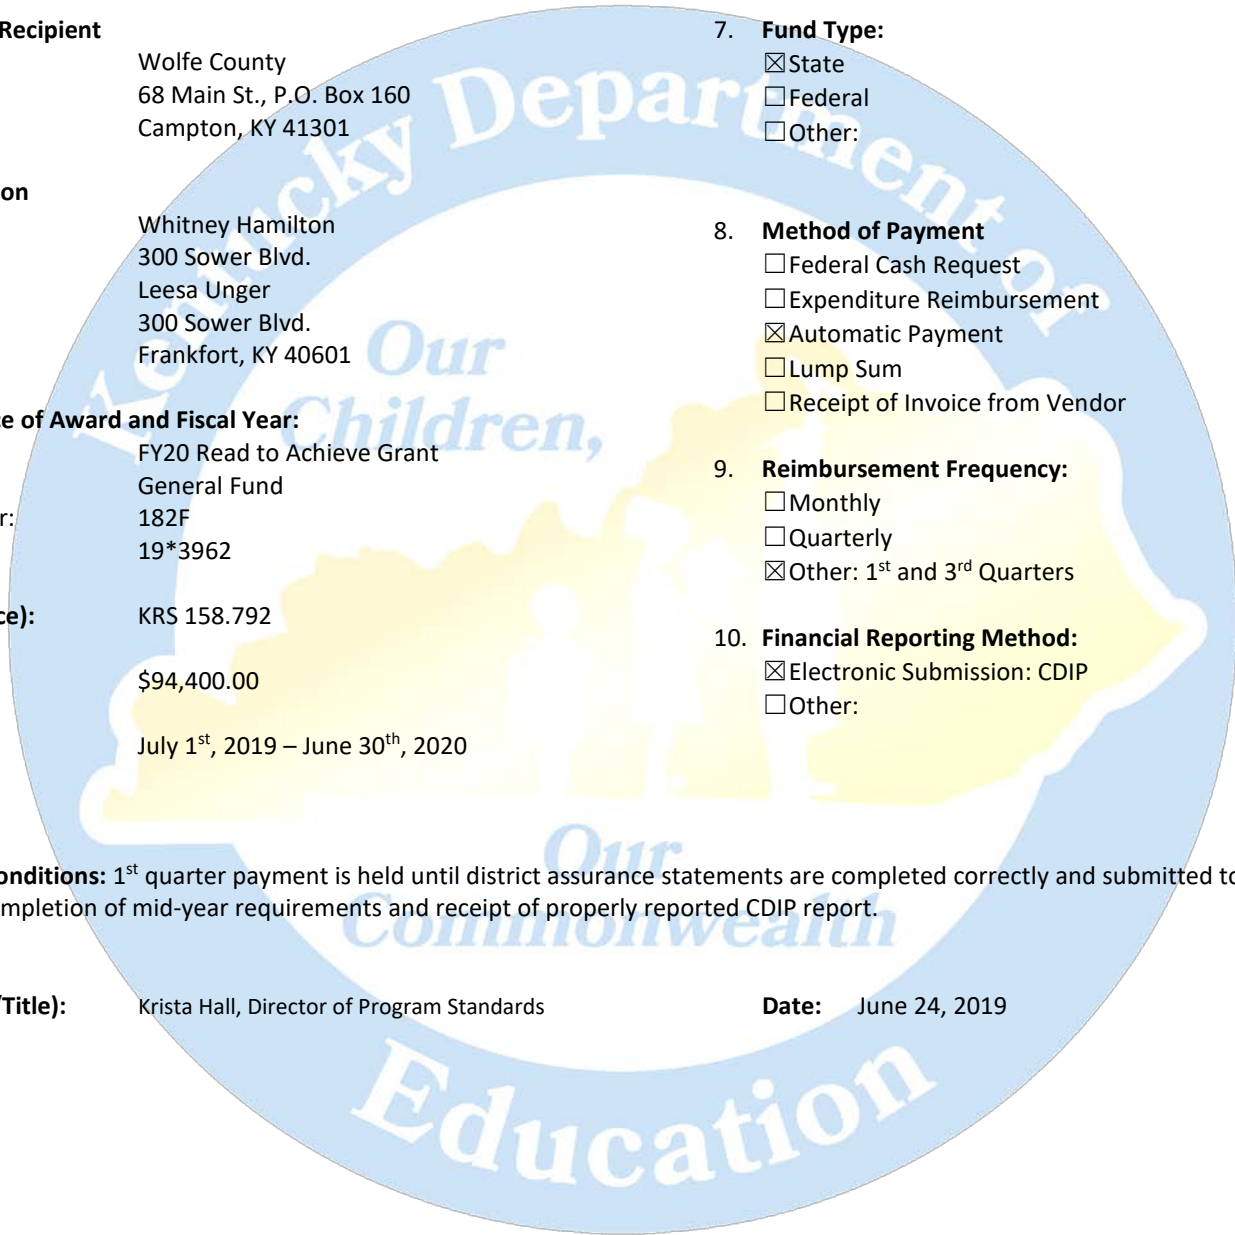 Recipient
Wolfe County
68 Main St., P.O. Box 160
Campton, KY 41301
on
Whitney Hamilton
300 Sower Blvd.
Leesa Unger
300 Sower Blvd.
Frankfort, KY 40601
ce of Award and Fiscal Year:
FY20 Read to Achieve Grant
General Fund
r: 182F
19*3962
ce): KRS 158.792
$94,400.00
July 1st, 2019 – June 30th, 2020
7. Fund Type:
☒State
☐Federal
☐Other:
8. Method of Payment
☐Federal Cash Request
☐Expenditure Reimbursement
☒Automatic Payment
☐Lump Sum
☐Receipt of Invoice from Vendor
9. Reimbursement Frequency:
☐Monthly
☐Quarterly
☒Other: 1st and 3rd Quarters
10. Financial Reporting Method:
☒Electronic Submission: CDIP
☐Other:
onditions: 1st quarter payment is held until district assurance statements are completed correctly and submitted to
mpletion of mid-year requirements and receipt of properly reported CDIP report.
/Title): Krista Hall, Director of Program Standards Date: June 24, 2019
Kentucky Department of
Education
Our
Children,
Our
Commonwealth